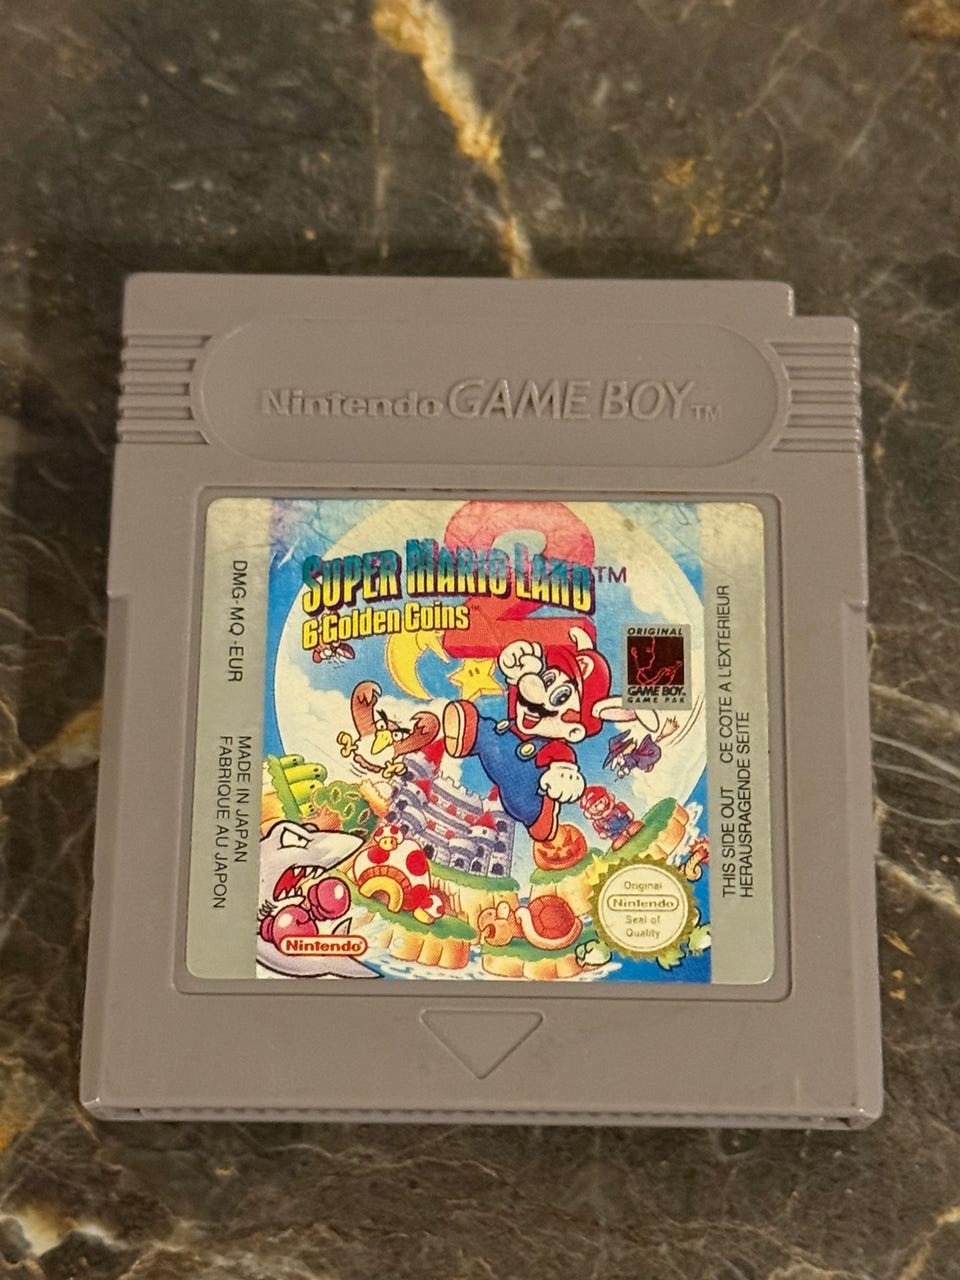 Nintendo GAME BOY TM
2
SUPER MARIO LAND TM
6 Golden Coins™
ORIGINAL
GAME BOY™
GAME PAK
DMG-MQ-EUR
MADE IN JAPAN
FABRIQUE AU JAPON
THIS SIDE OUT CE COTE A L'EXTERIEUR
HERAUSRAGENDE SEITE
Nintendo®
Original
Nintendo
Seal of
Quality